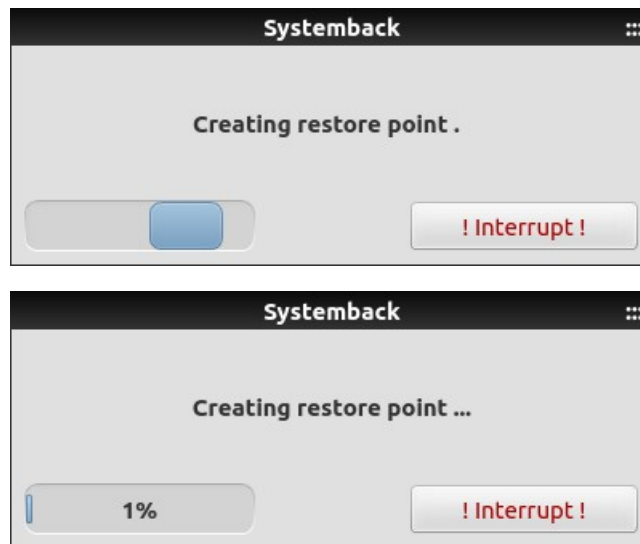 Systemback
Creating restore point .
! Interrupt !
Systemback
Creating restore point ...
1%
! Interrupt !